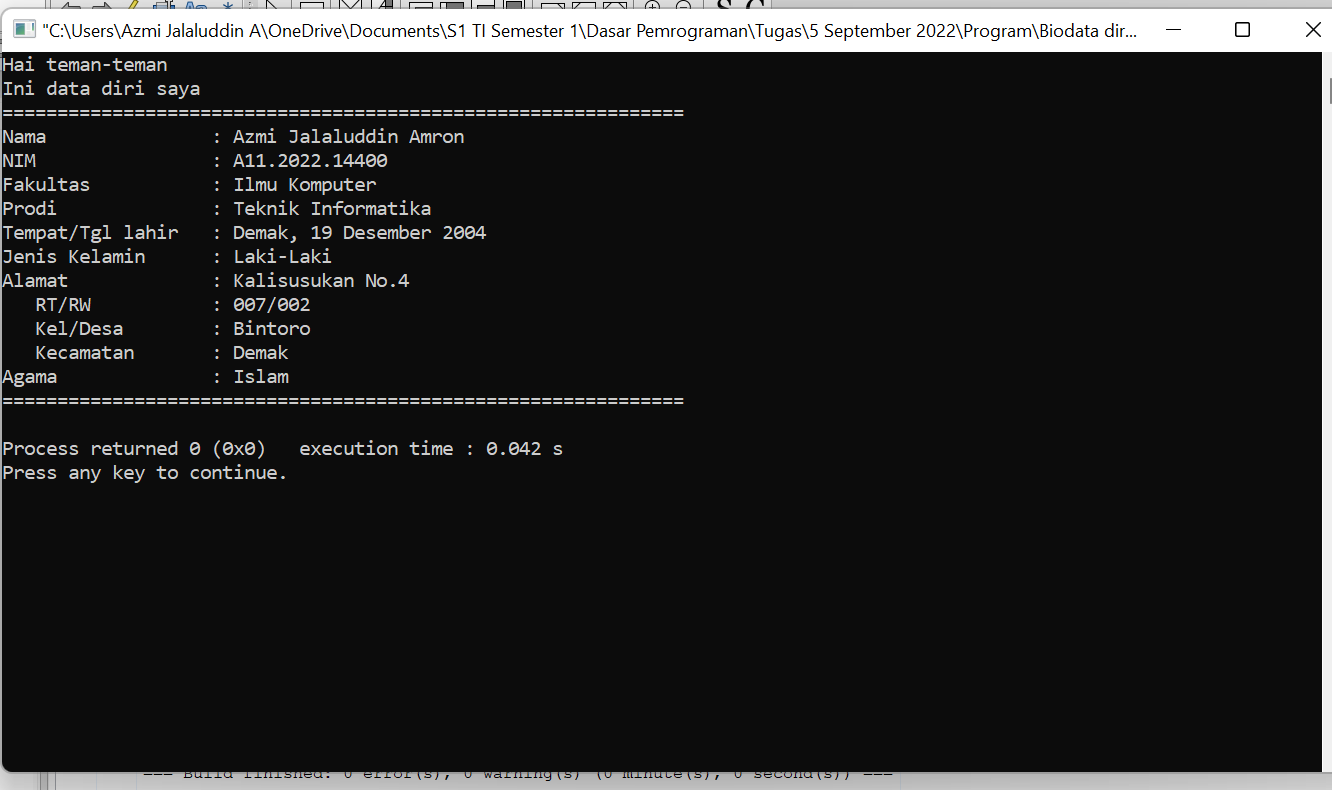 "C:\Users\Azmi Jalaluddin A\OneDrive\Documents\S1 TI Semester 1\Dasar Pemrograman\Tugas\5 September 2022\Program\Biodata dir...
Hai teman-teman
Ini data diri saya
==============================================================
Nama               : Azmi Jalaluddin Amron
NIM                : A11.2022.14400
Fakultas           : Ilmu Komputer
Prodi              : Teknik Informatika
Tempat/Tgl lahir   : Demak, 19 Desember 2004
Jenis Kelamin      : Laki-Laki
Alamat             : Kalisusukan No.4
   RT/RW           : 007/002
   Kel/Desa        : Bintoro
   Kecamatan       : Demak
Agama              : Islam
==============================================================
Process returned 0 (0x0)   execution time : 0.042 s
Press any key to continue.
=== Build finished: 0 error(s), 0 warning(s) (0 minute(s), 0 second(s)) ===